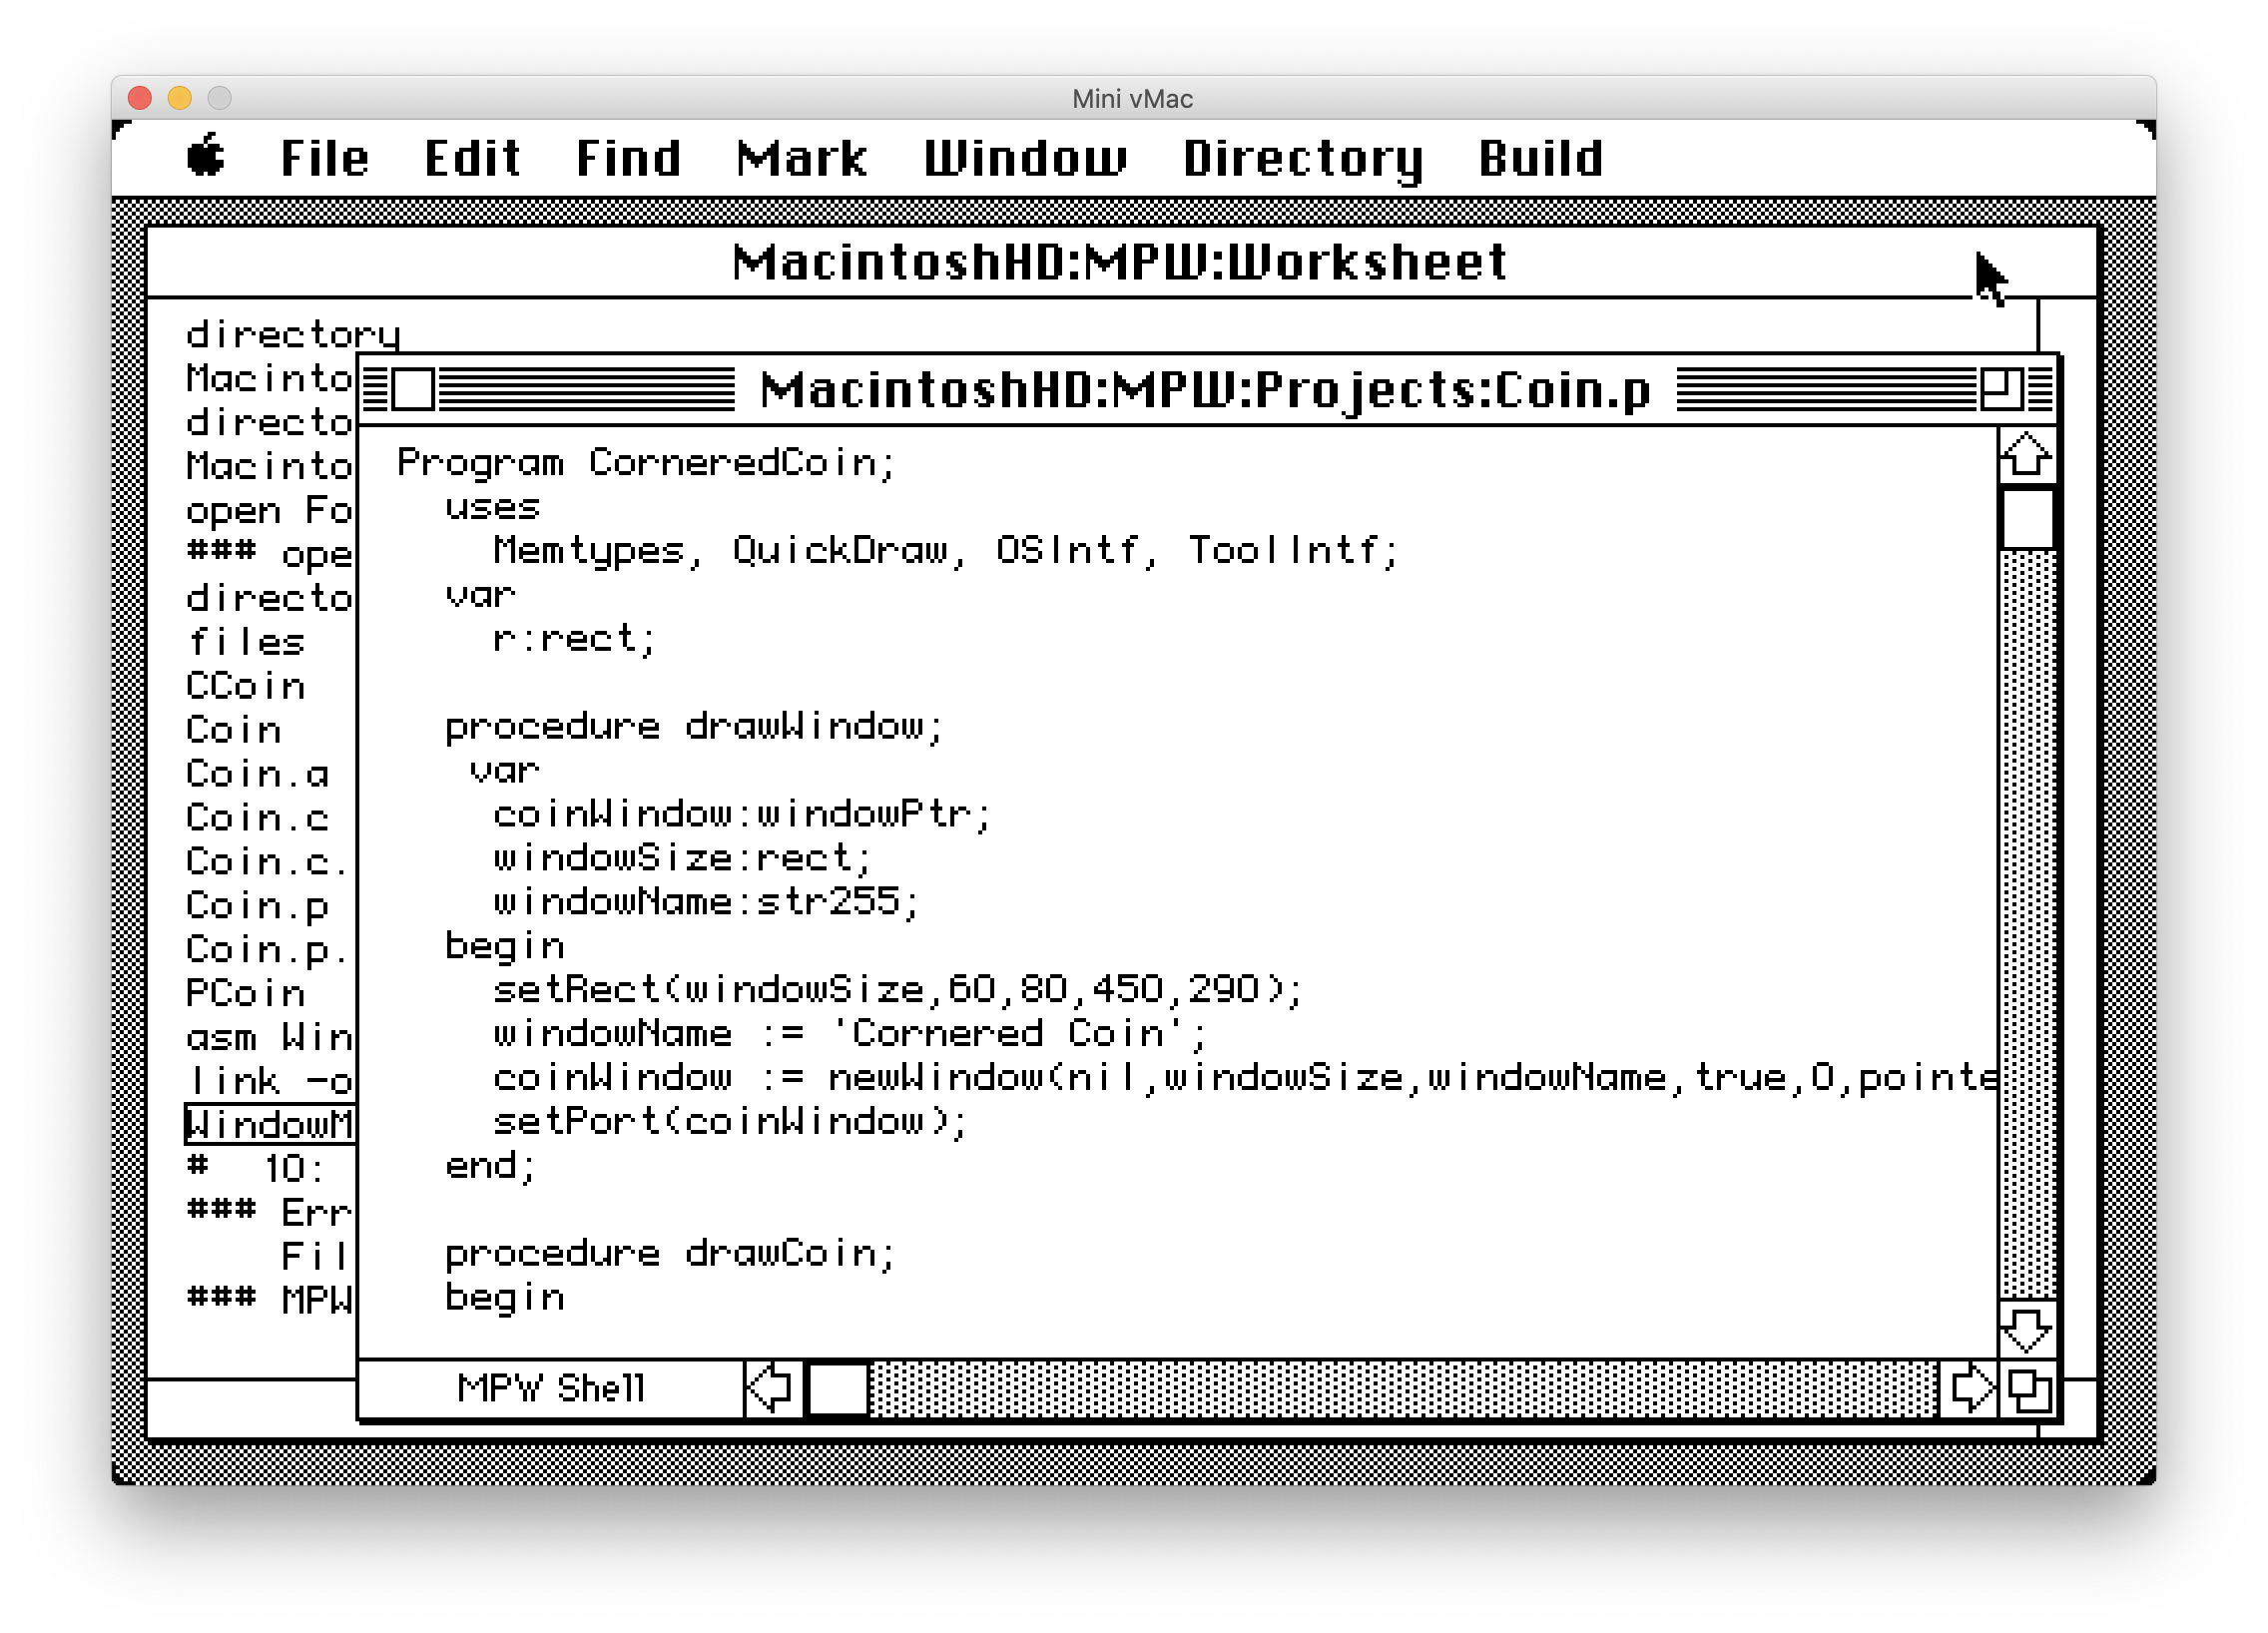 Mini vMac
File Edit Find Mark Window Directory Build
MacintoshHD:MPW:Worksheet
directory
Macinto
directo
Macinto
open Fo
### ope
directo
files
CCoin
Coin
Coin.a
Coin.c
Coin.c.
Coin.p
Coin.p.
PCoin
asm Win
link -o
WindowM
#  10:
### Err
    Fil
### MPW
MacintoshHD:MPW:Projects:Coin.p
Program CorneredCoin;
  uses
    Memtypes, QuickDraw, OSIntf, ToolIntf;
  var
    r:rect;
  procedure drawWindow;
   var
    coinWindow:windowPtr;
    windowSize:rect;
    windowName:str255;
  begin
    setRect(windowSize,60,80,450,290);
    windowName := 'Cornered Coin';
    coinWindow := newWindow(nil,windowSize,windowName,true,0,pointe
    setPort(coinWindow);
  end;
  procedure drawCoin;
  begin
MPW Shell